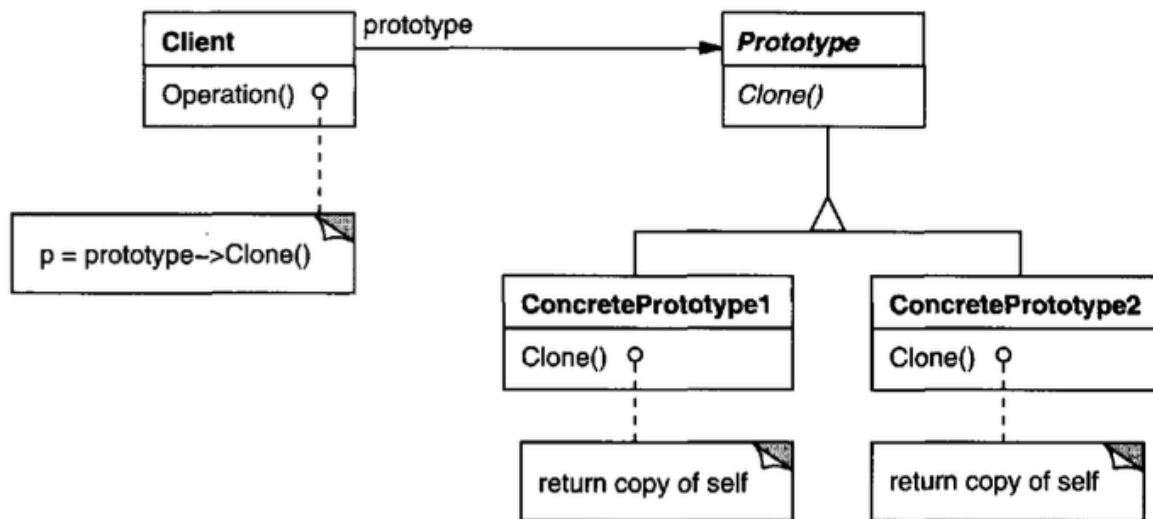 Client
Operation()
prototype
Prototype
Clone()
p = prototype->Clone()
ConcretePrototype1
Clone()
return copy of self
ConcretePrototype2
Clone()
return copy of self